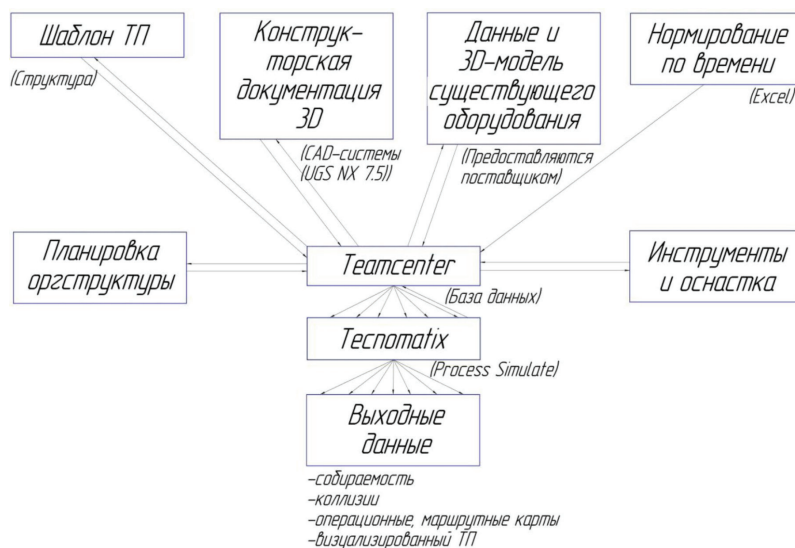 Шаблон ТП
(Структура)
Конструк-
торская
документация
3D
(CAD-системы
(UGS NX 7.5))
Данные и
3D-модель
существующего
оборудования
(Предоставляются
поставщиком)
Нормирование
по времени
(Excel)
Планировка
оргструктуры
Teamcenter
(База данных)
Инструменты
и оснастка
Tecnomatix
(Process Simulate)
Выходные
данные
-собираемость
-коллизии
-операционные, маршрутные карты
-визуализированный ТП